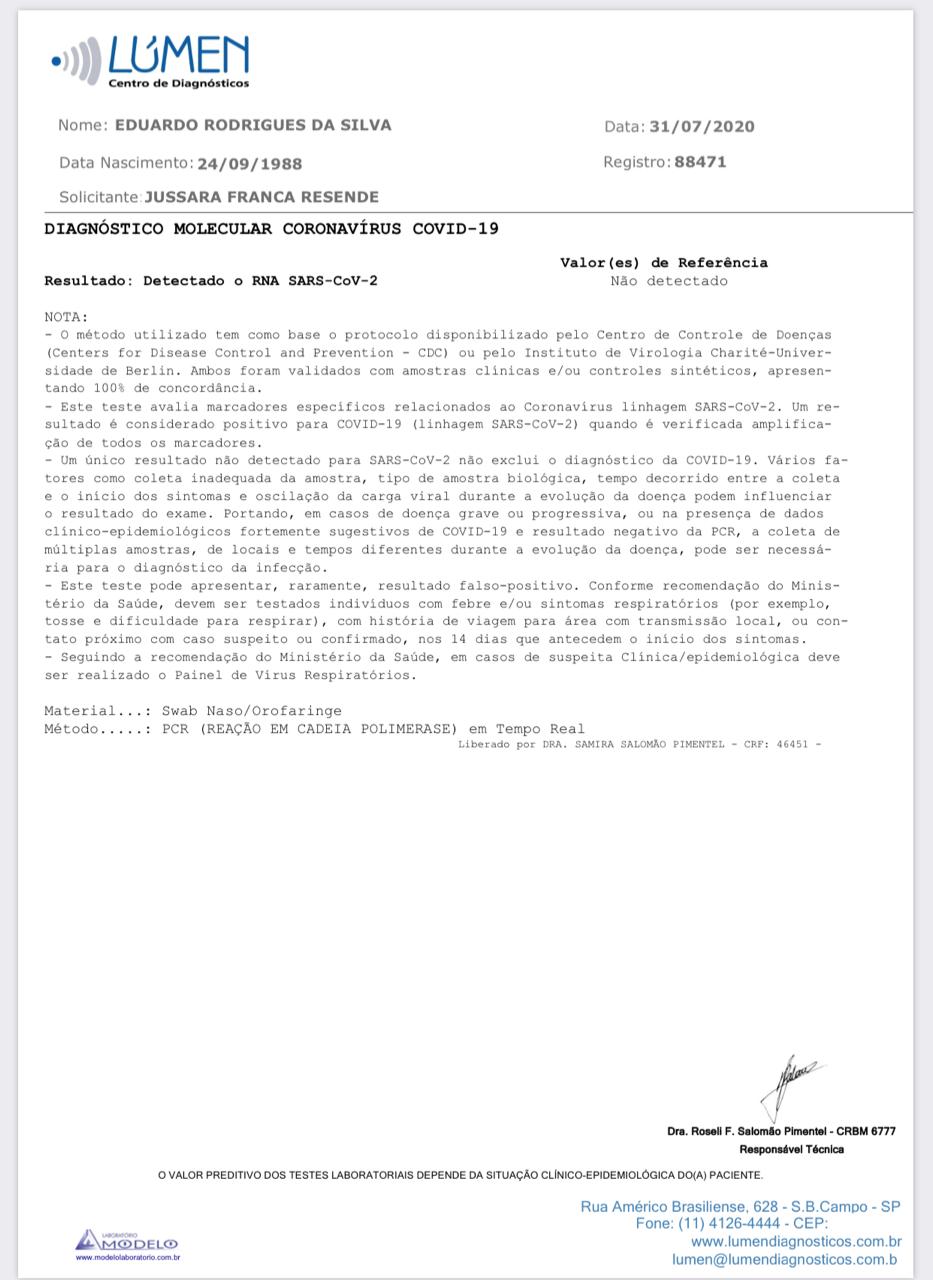 LÚMEN
Centro de Diagnósticos
Nome: EDUARDO RODRIGUES DA SILVA
Data: 31/07/2020
Data Nascimento: 24/09/1988
Registro: 88471
Solicitante: JUSSARA FRANCA RESENDE
DIAGNÓSTICO MOLECULAR CORONAVÍRUS COVID-19
Valor(es) de Referência
Resultado: Detectado o RNA SARS-CoV-2
Não detectado
NOTA:
- O método utilizado tem como base o protocolo disponibilizado pelo Centro de Controle de Doenças
(Centers for Disease Control and Prevention - CDC) ou pelo Instituto de Virologia Charité-Univer-
sidade de Berlin. Ambos foram validados com amostras clínicas e/ou controles sintéticos, apresen-
tando 100% de concordância.
- Este teste avalia marcadores específicos relacionados ao Coronavírus linhagem SARS-CoV-2. Um re-
sultado é considerado positivo para COVID-19 (linhagem SARS-CoV-2) quando é verificada amplifica-
ção de todos os marcadores.
- Um único resultado não detectado para SARS-CoV-2 não exclui o diagnóstico da COVID-19. Vários fa-
tores como coleta inadequada da amostra, tipo de amostra biológica, tempo decorrido entre a coleta
e o início dos sintomas e oscilação da carga viral durante a evolução da doença podem influenciar
o resultado do exame. Portando, em casos de doença grave ou progressiva, ou na presença de dados
clínico-epidemiológicos fortemente sugestivos de COVID-19 e resultado negativo da PCR, a coleta de
múltiplas amostras, de locais e tempos diferentes durante a evolução da doença, pode ser necessá-
ria para o diagnóstico da infecção.
- Este teste pode apresentar, raramente, resultado falso-positivo. Conforme recomendação do Minis-
tério da Saúde, devem ser testados indivíduos com febre e/ou sintomas respiratórios (por exemplo,
tosse e dificuldade para respirar), com história de viagem para área com transmissão local, ou con-
tato próximo com caso suspeito ou confirmado, nos 14 dias que antecedem o início dos sintomas.
- Seguindo a recomendação do Ministério da Saúde, em casos de suspeita Clínica/epidemiológica deve
ser realizado o Painel de Vírus Respiratórios.
Material...: Swab Naso/Orofaringe
Método.....: PCR (REAÇÃO EM CADEIA POLIMERASE) em Tempo Real
Liberado por DRA. SAMIRA SALOMÃO PIMENTEL - CRF: 46451 -
Dra. Roseli F. Salomão Pimentel - CRBM 6777
Responsável Técnica
O VALOR PREDITIVO DOS TESTES LABORATORIAIS DEPENDE DA SITUAÇÃO CLÍNICO-EPIDEMIOLÓGICA DO(A) PACIENTE.
Rua Américo Brasiliense, 628 - S.B.Campo - SP
Fone: (11) 4126-4444 - CEP:
www.lumendiagnosticos.com.br
lumen@lumendiagnosticos.com.b
LABORATÓRIO
MODELO
www.modelolaboratorio.com.br